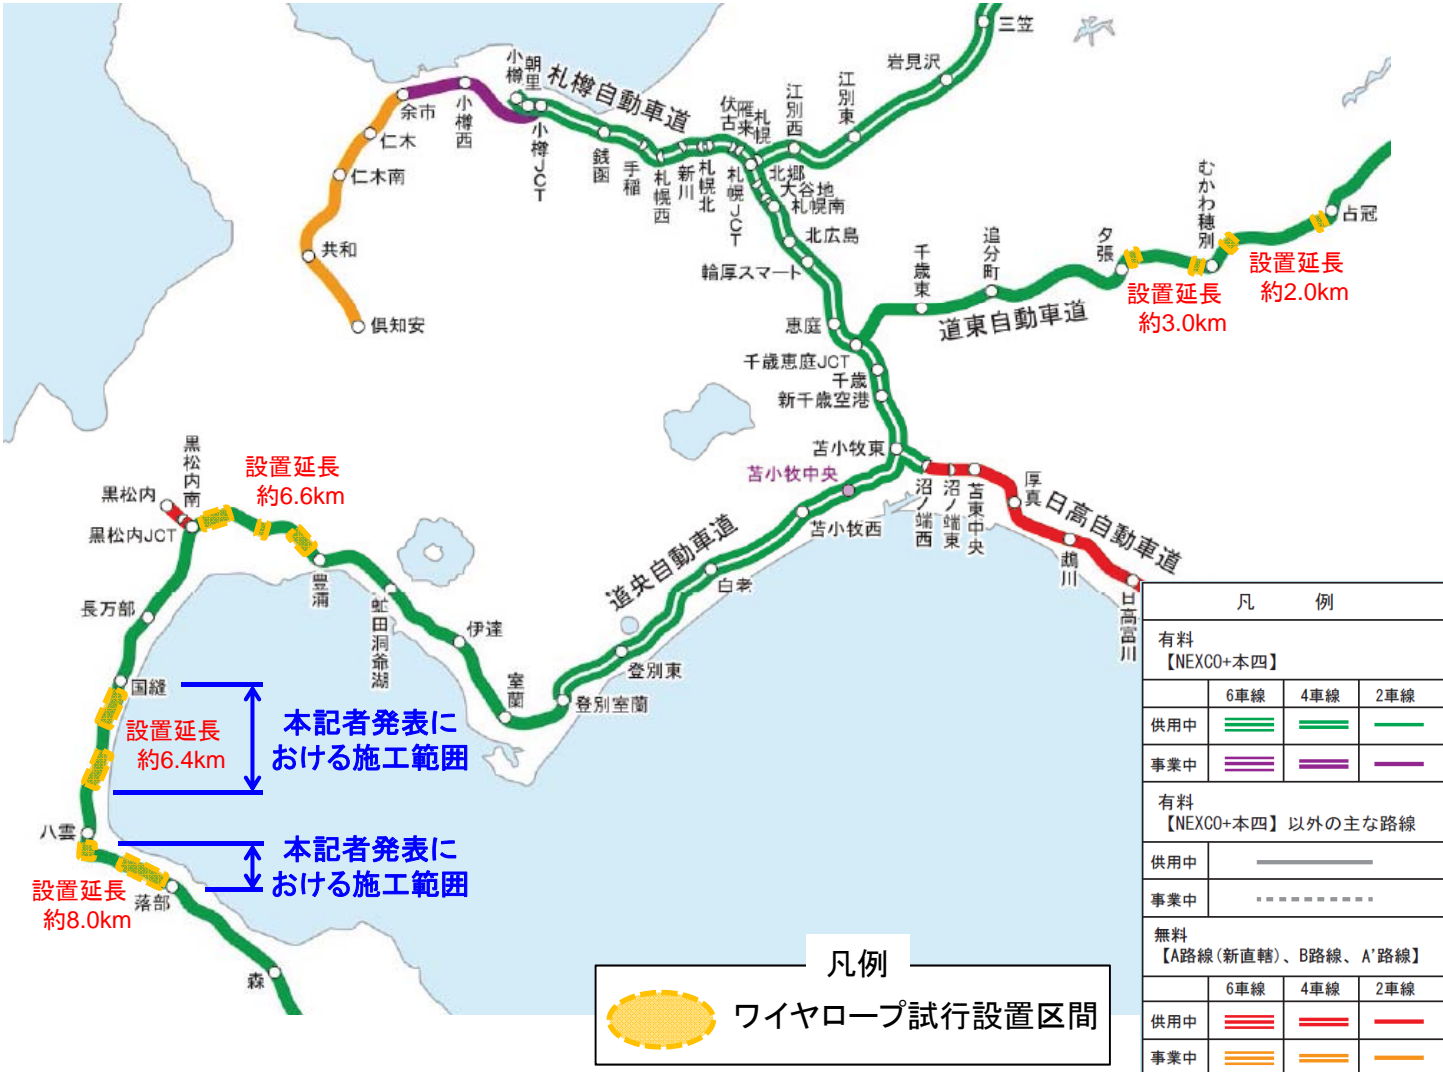 三笠
岩見沢
江別東
江別西
札幌
雁来
伏古
札樽自動車道
朝里
小樽
小樽JCT
小樽西
余市
仁木
仁木南
共和
倶知安
銭函
手稲
札幌西
新川
札幌北
札幌JCT
北郷
大谷地
札幌南
北広島
輪厚スマート
恵庭
千歳恵庭JCT
千歳
新千歳空港
千歳東
追分町
夕張
むかわ穂別
占冠
道東自動車道
設置延長
約3.0km
設置延長
約2.0km
苫小牧東
苫小牧中央
苫小牧西
沼ノ端西
沼ノ端東
苫東中央
厚真
日高自動車道
鵡川
日高富川
道央自動車道
白老
登別東
登別室蘭
室蘭
伊達
虻田洞爺湖
豊浦
設置延長
約6.6km
黒松内南
黒松内
黒松内JCT
長万部
国縫
設置延長
約6.4km
本記者発表に
おける施工範囲
八雲
本記者発表に
おける施工範囲
設置延長
約8.0km
落部
森
凡例
ワイヤロープ試行設置区間
凡 例
有料
【NEXCO+本四】
6車線 4車線 2車線
供用中
事業中
有料
【NEXCO+本四】以外の主な路線
供用中
事業中
無料
【A路線(新直轄)、B路線、A'路線】
6車線 4車線 2車線
供用中
事業中